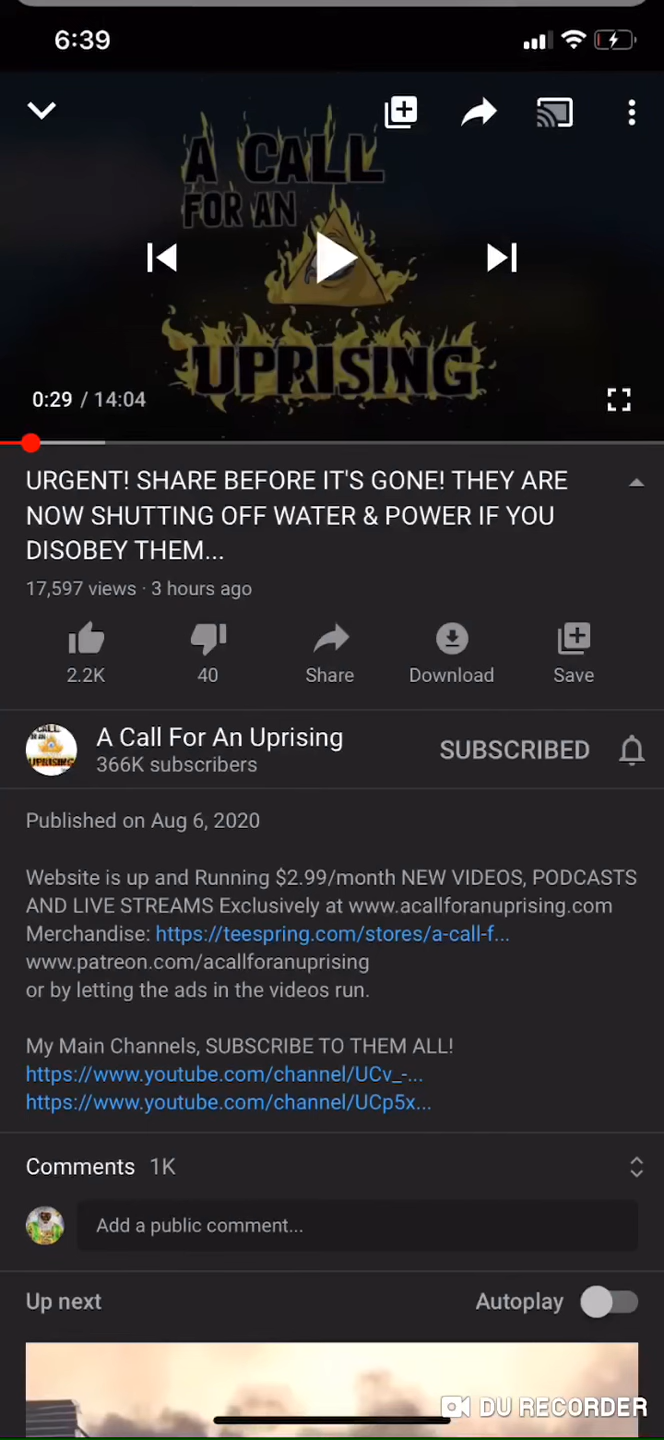 6:39
A CALL
FOR AN
UPRISING
0:29 / 14:04
URGENT! SHARE BEFORE IT'S GONE! THEY ARE
NOW SHUTTING OFF WATER & POWER IF YOU
DISOBEY THEM...
17,597 views · 3 hours ago
2.2K 40 Share Download Save
A Call For An Uprising
366K subscribers
SUBSCRIBED
Published on Aug 6, 2020
Website is up and Running $2.99/month NEW VIDEOS, PODCASTS
AND LIVE STREAMS Exclusively at www.acallforanuprising.com
Merchandise: https://teespring.com/stores/a-call-f...
www.patreon.com/acallforanuprising
or by letting the ads in the videos run.
My Main Channels, SUBSCRIBE TO THEM ALL!
https://www.youtube.com/channel/UCv_-...
https://www.youtube.com/channel/UCp5x...
Comments 1K
Add a public comment...
Up next Autoplay
DU RECORDER